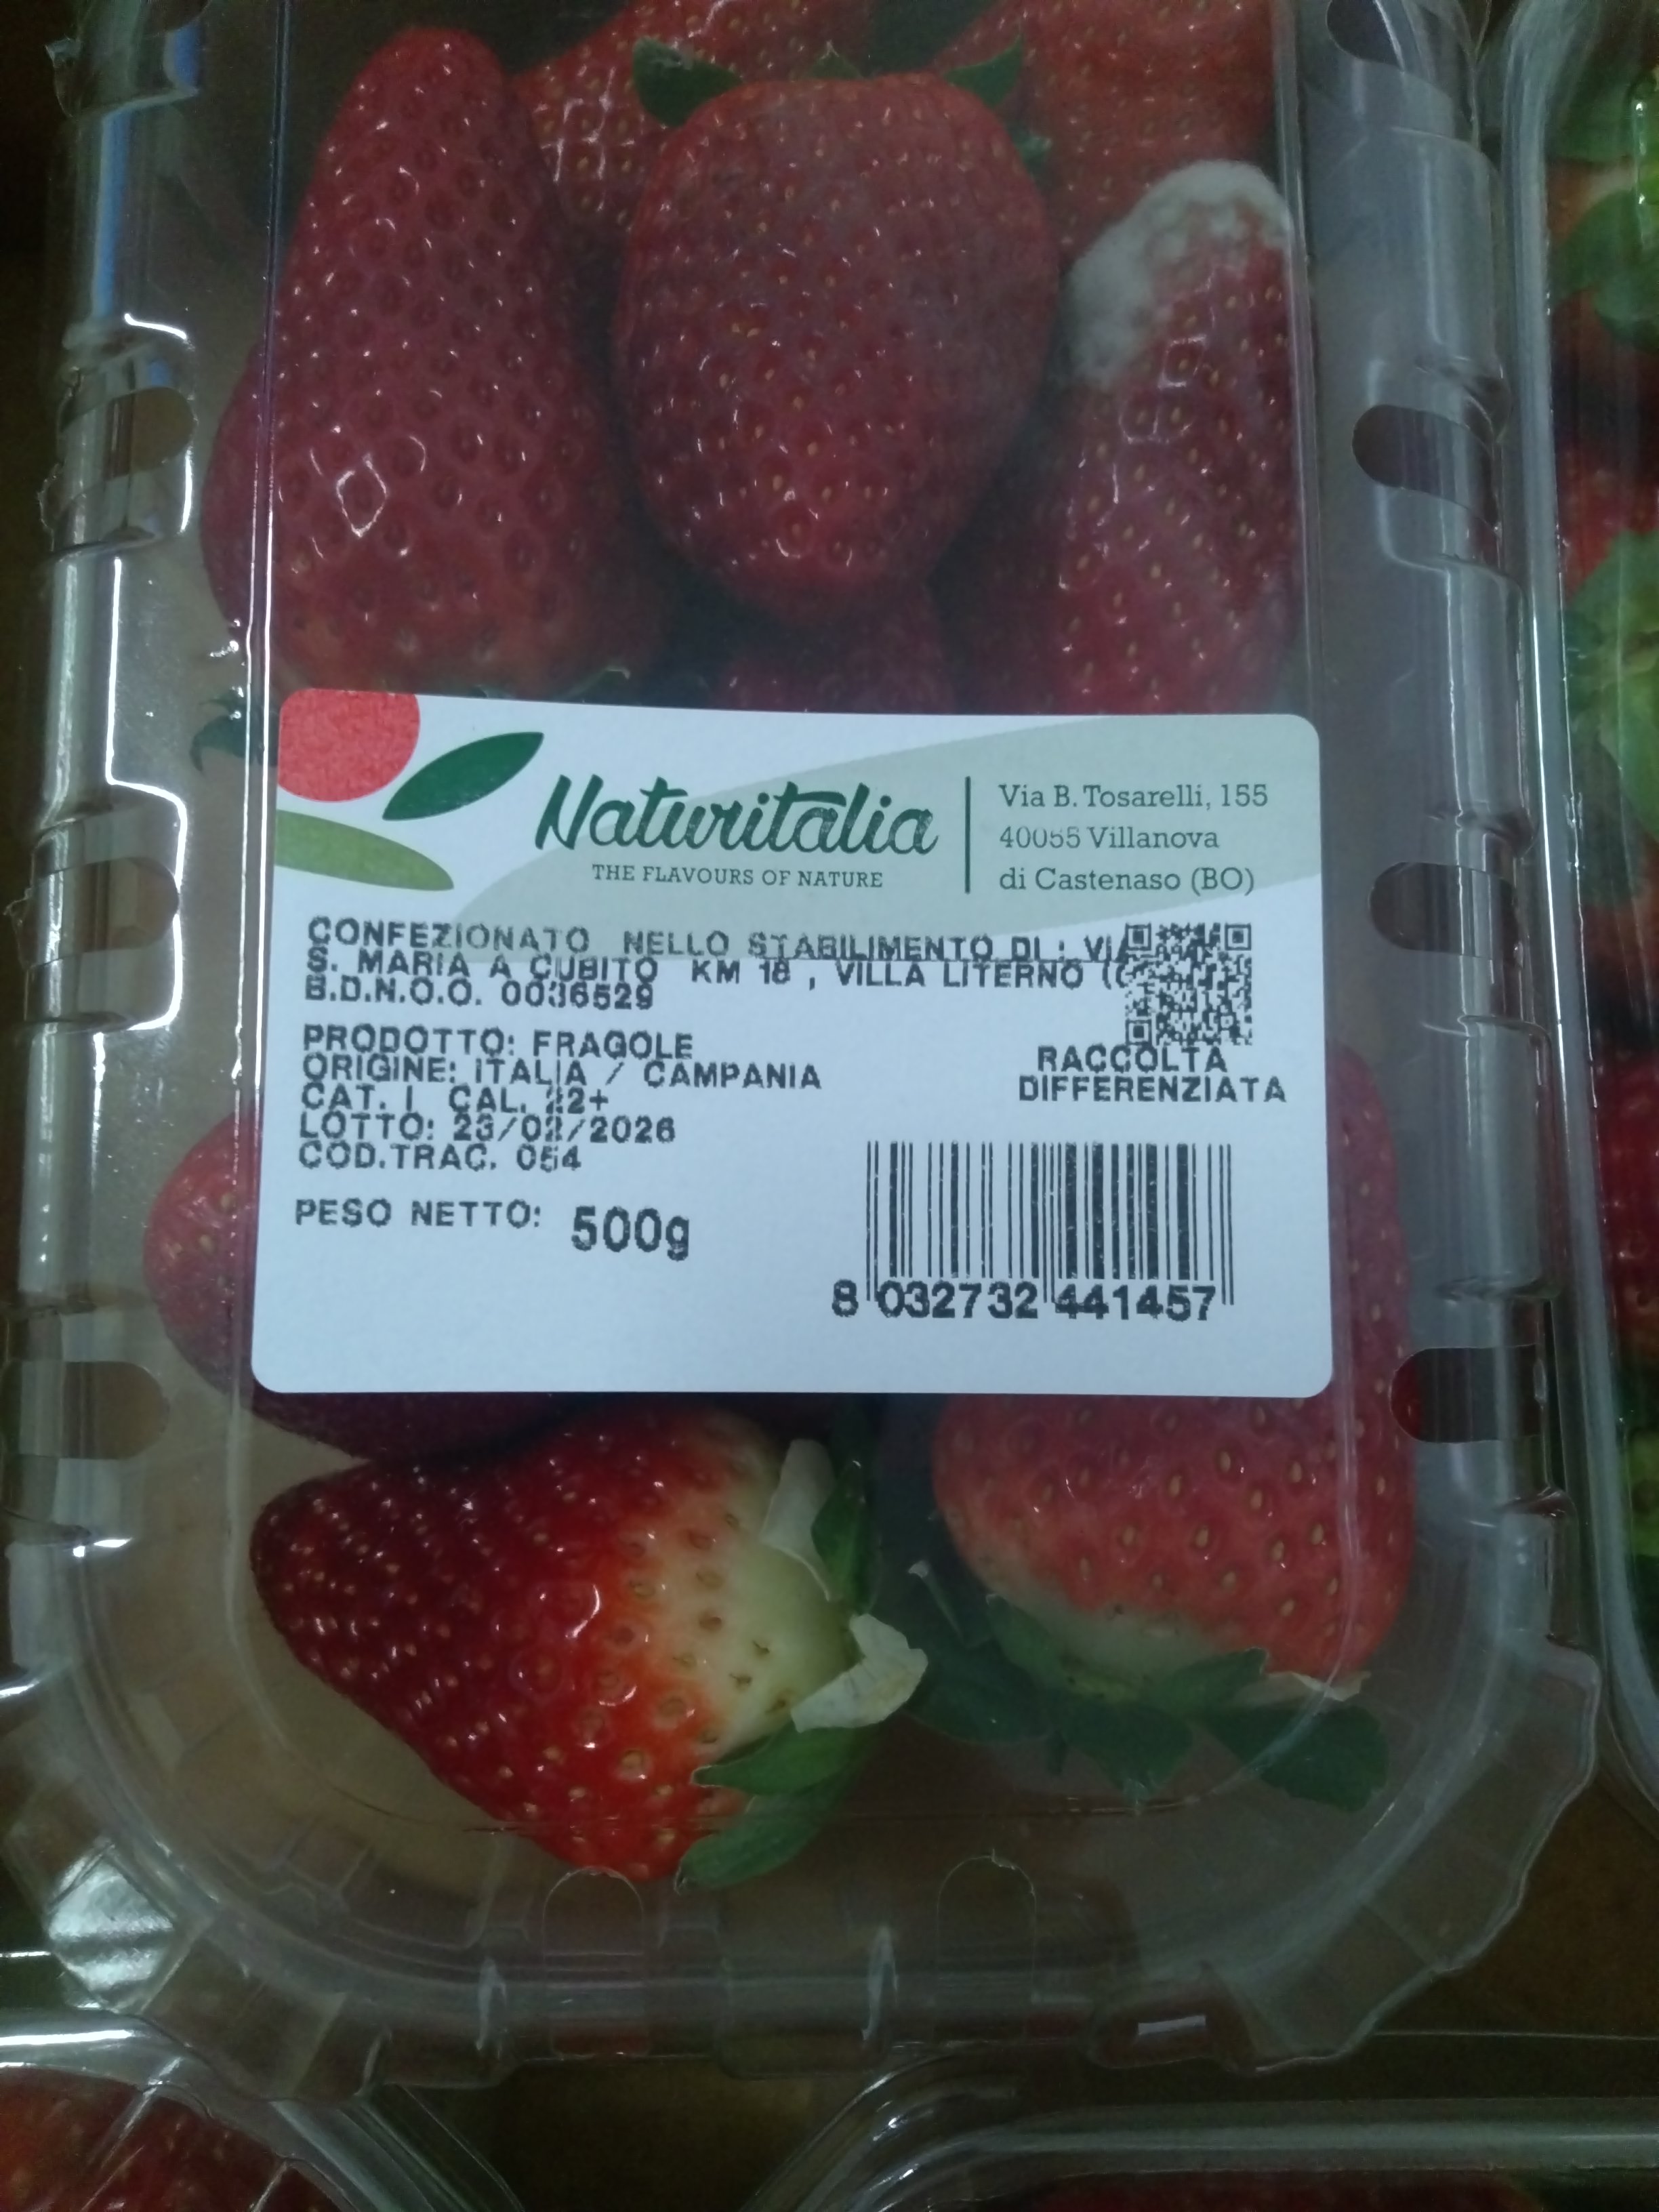 Naturitalia
THE FLAVOURS OF NATURE
Via B. Tosarelli, 155
40055 Villanova
di Castenaso (BO)
CONFEZIONATO NELLO STABILIMENTO DI : VIA
S. MARIA A CUBITO KM 18 , VILLA LITERNO (
B.D.N.O.O. 0036529
PRODOTTO: FRAGOLE
ORIGINE: ITALIA / CAMPANIA
CAT. I CAL. 22+
LOTTO: 23/02/2026
COD.TRAC. 054
PESO NETTO: 500g
RACCOLTA
DIFFERENZIATA
8 032732 441457